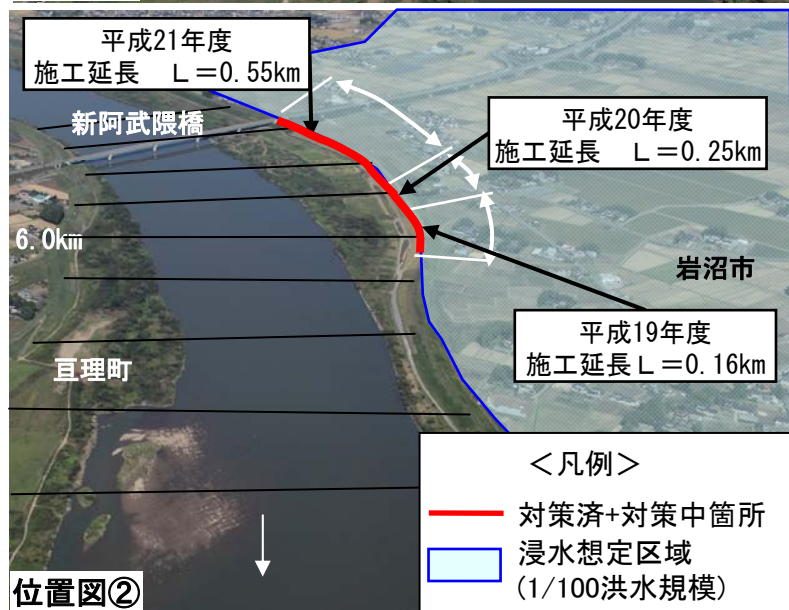 平成21年度
施工延長　Ｌ＝0.55km
新阿武隈橋
平成20年度
施工延長　Ｌ＝0.25km
6.0km
岩沼市
平成19年度
施工延長Ｌ＝0.16km
亘理町
＜凡例＞
対策済+対策中箇所
浸水想定区域
(1/100洪水規模)
位置図②